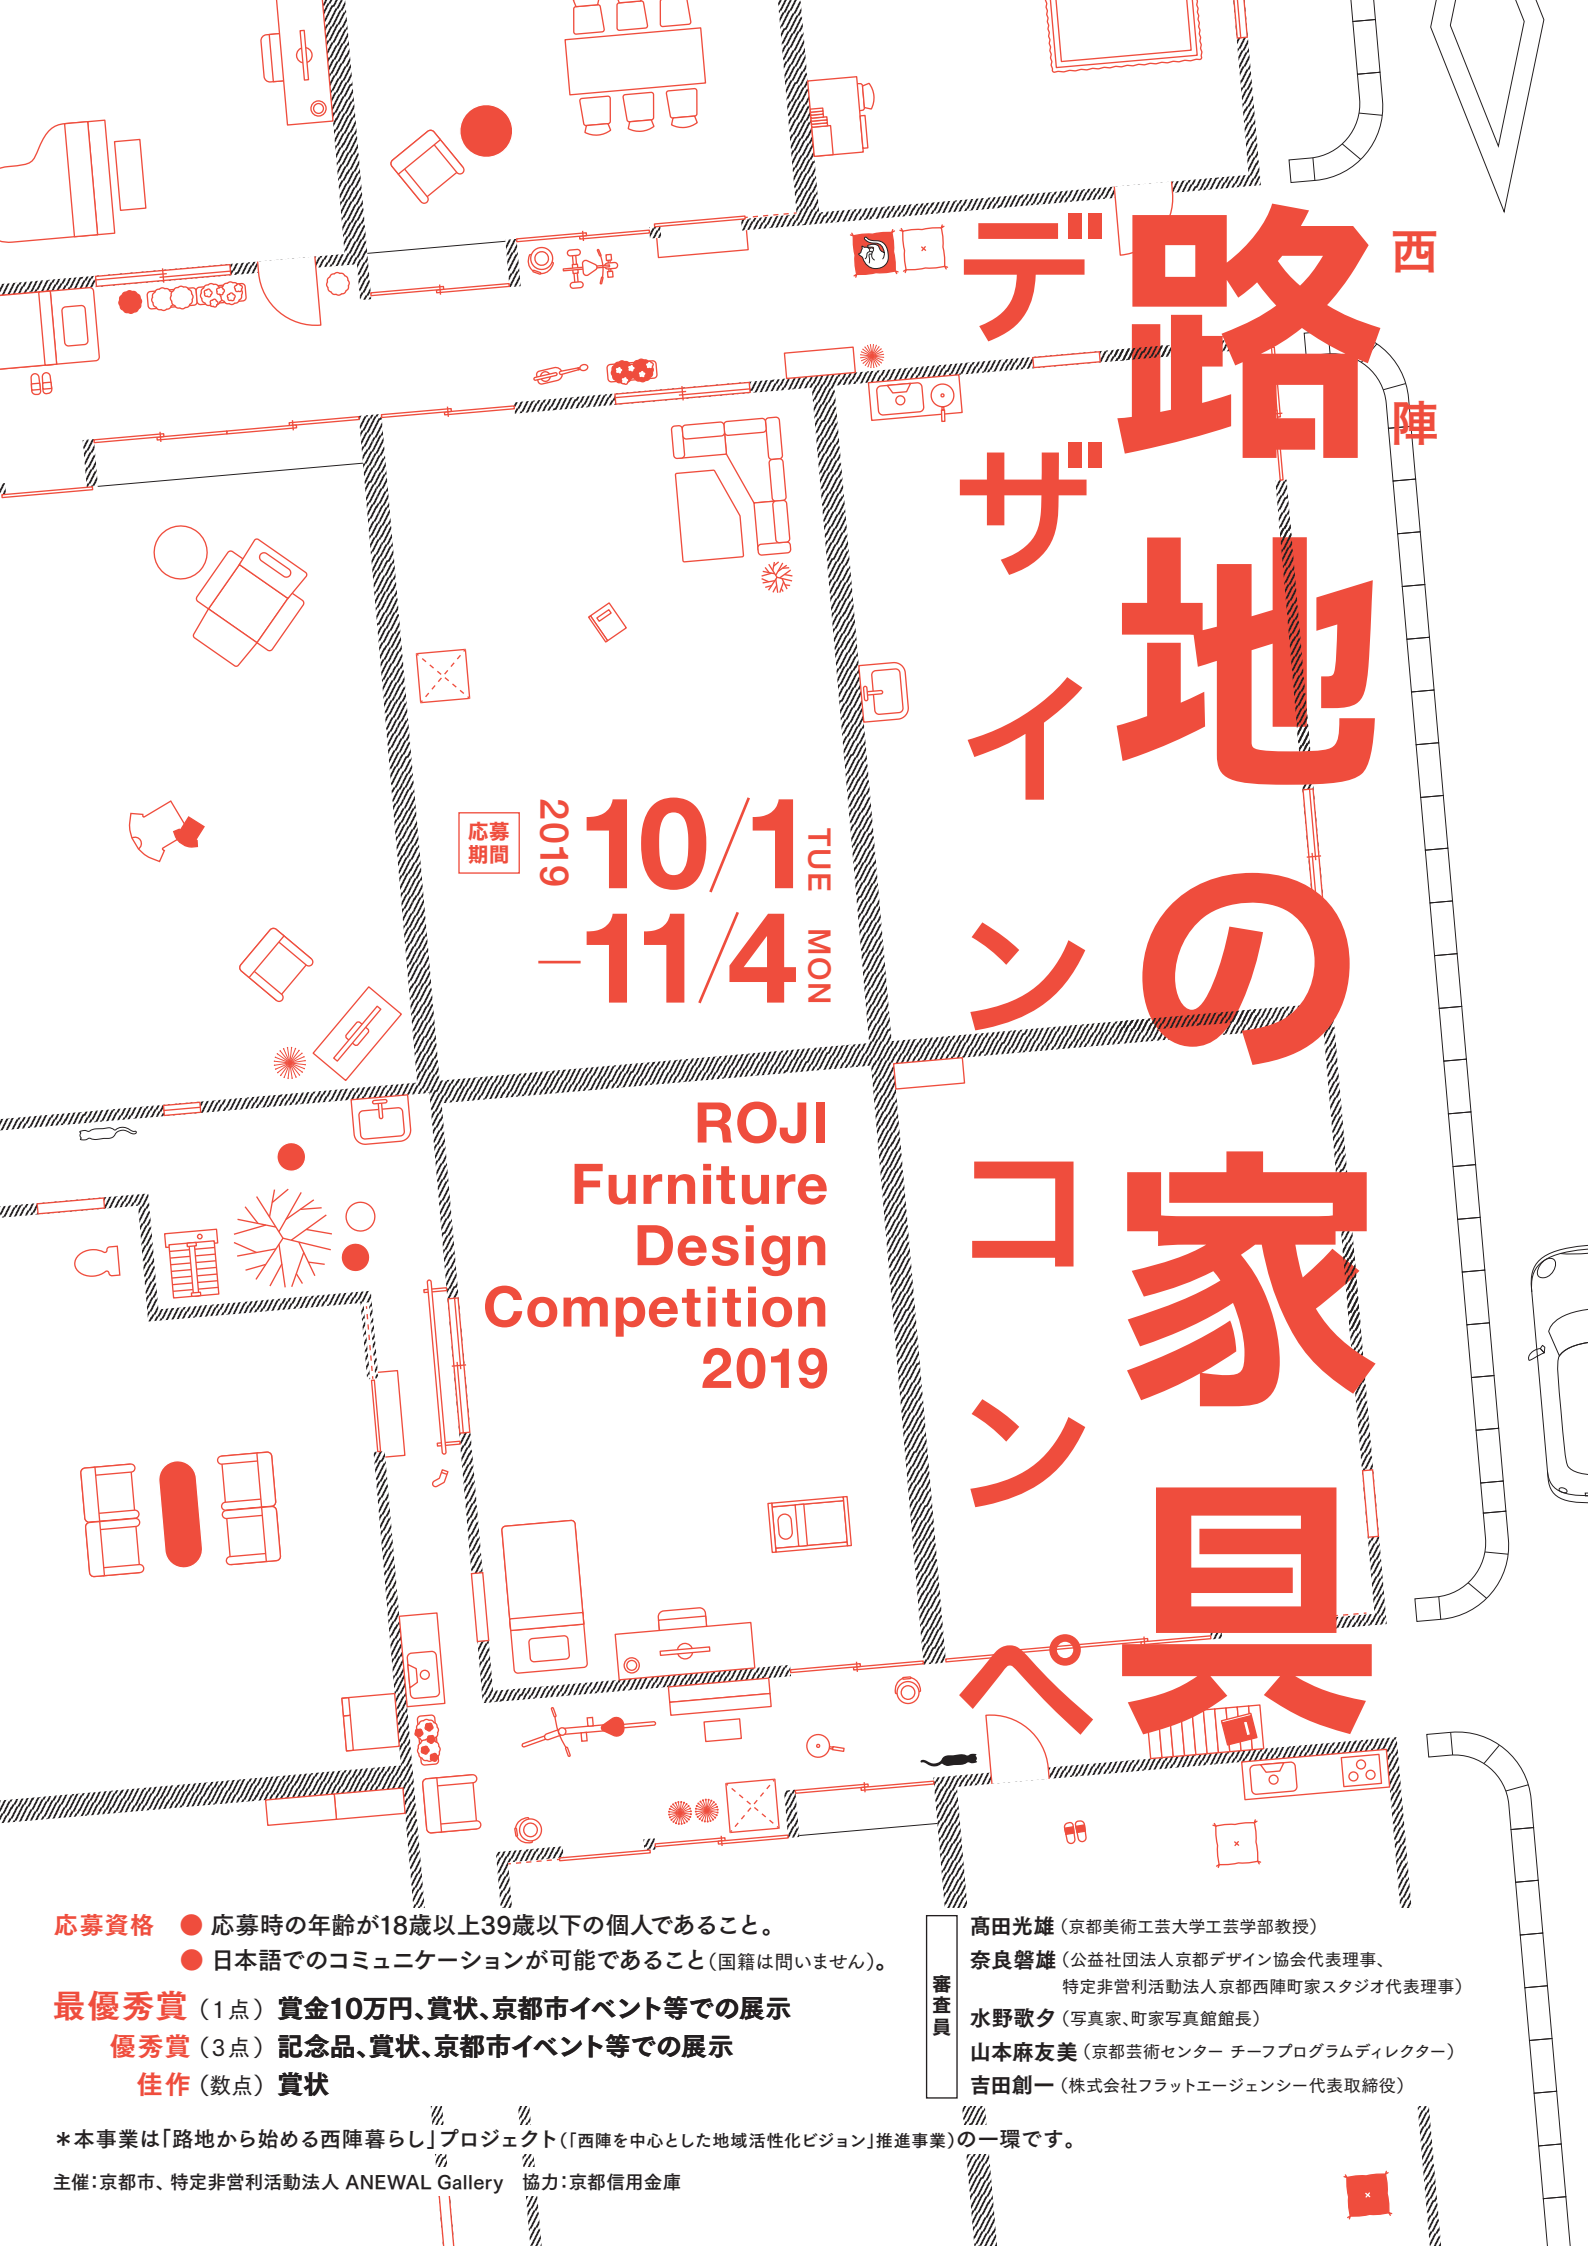 西陣
路地の家具
デザインコンペ
応募
期間
2019
10/1 TUE
—11/4 MON
ROJI
Furniture
Design
Competition
2019
応募資格 ● 応募時の年齢が18歳以上39歳以下の個人であること。
● 日本語でのコミュニケーションが可能であること(国籍は問いません)。
最優秀賞(1点)賞金10万円、賞状、京都市イベント等での展示
優秀賞(3点)記念品、賞状、京都市イベント等での展示
佳作(数点)賞状
審査員
髙田光雄(京都美術工芸大学工芸学部教授)
奈良磐雄(公益社団法人京都デザイン協会代表理事、
特定非営利活動法人京都西陣町家スタジオ代表理事)
水野歌夕(写真家、町家写真館館長)
山本麻友美(京都芸術センター チーフプログラムディレクター)
吉田創一(株式会社フラットエージェンシー代表取締役)
＊本事業は「路地から始める西陣暮らし」プロジェクト(「西陣を中心とした地域活性化ビジョン」推進事業)の一環です。
主催：京都市、特定非営利活動法人 ANEWAL Gallery　協力：京都信用金庫